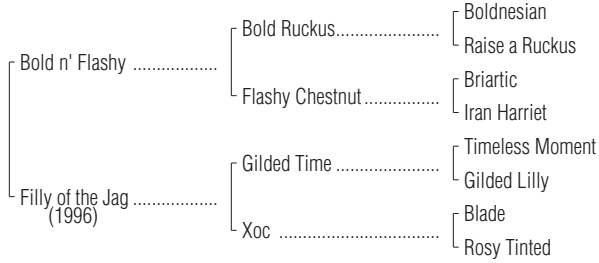 Boldnesian
Bold Ruckus..................
Raise a Ruckus
Bold n' Flashy ..................
Briartic
Flashy Chestnut .............
Iran Harriet
Timeless Moment
Gilded Time ..................
Gilded Lilly
Filly of the Jag ..................
(1996)
Blade
Xoc ............................
Rosy Tinted